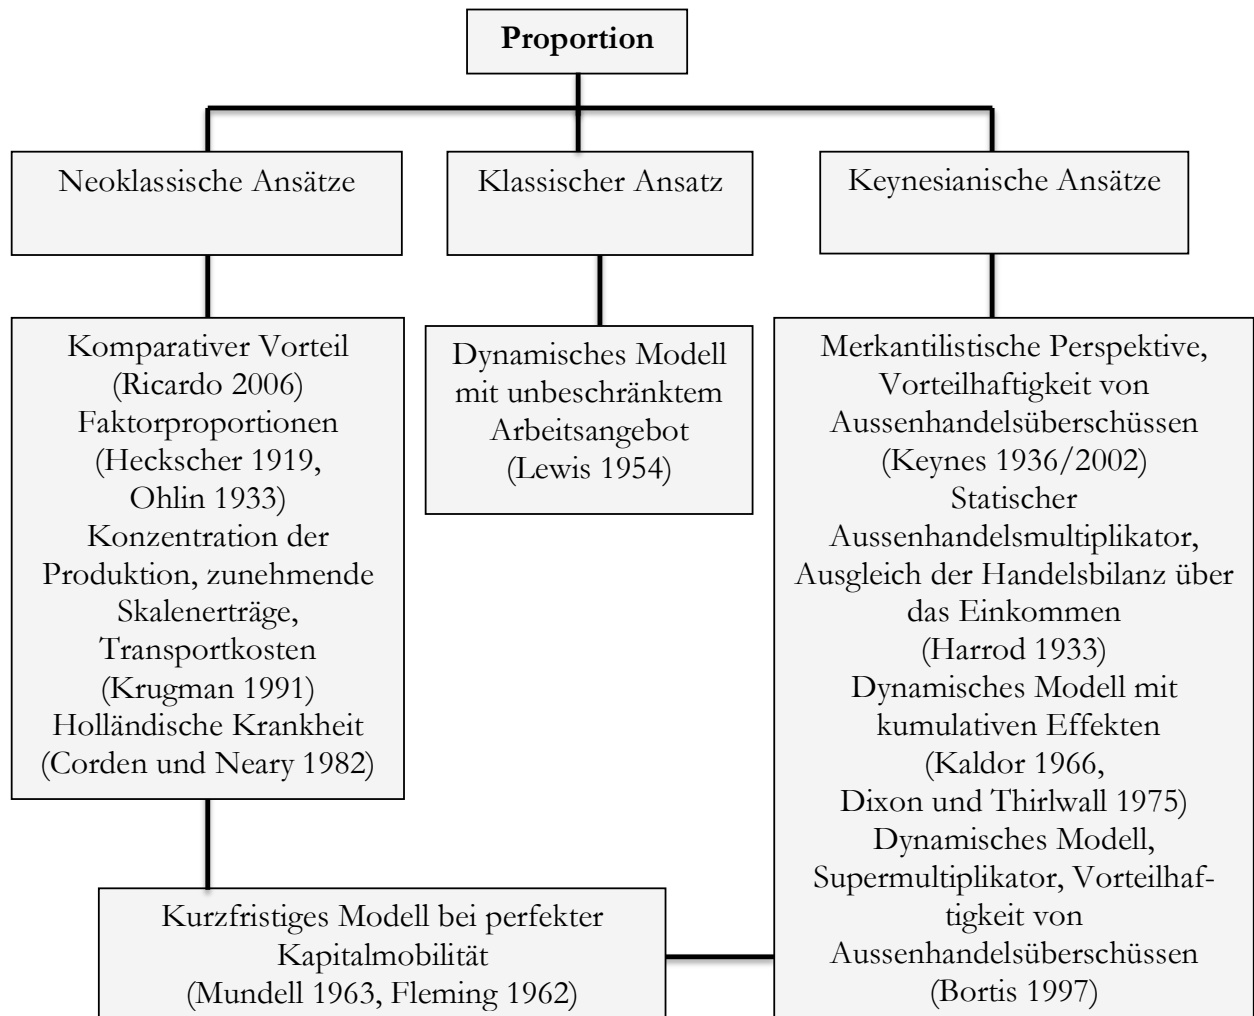 Proportion
Neoklassische Ansätze
Klassischer Ansatz
Keynesianische Ansätze
Komparativer Vorteil
(Ricardo 2006)
Faktorproportionen
(Heckscher 1919,
Ohlin 1933)
Konzentration der
Produktion, zunehmende
Skalenerträge,
Transportkosten
(Krugman 1991)
Holländische Krankheit
(Corden und Neary 1982)
Dynamisches Modell
mit unbeschränktem
Arbeitsangebot
(Lewis 1954)
Merkantilistische Perspektive,
Vorteilhaftigkeit von
Aussenhandelsüberschüssen
(Keynes 1936/2002)
Statischer
Aussenhandelsmultiplikator,
Ausgleich der Handelsbilanz über
das Einkommen
(Harrod 1933)
Dynamisches Modell mit
kumulativen Effekten
(Kaldor 1966,
Dixon und Thirlwall 1975)
Dynamisches Modell,
Supermultiplikator, Vorteilhaf-
tigkeit von
Aussenhandelsüberschüssen
(Bortis 1997)
Kurzfristiges Modell bei perfekter
Kapitalmobilität
(Mundell 1963, Fleming 1962)